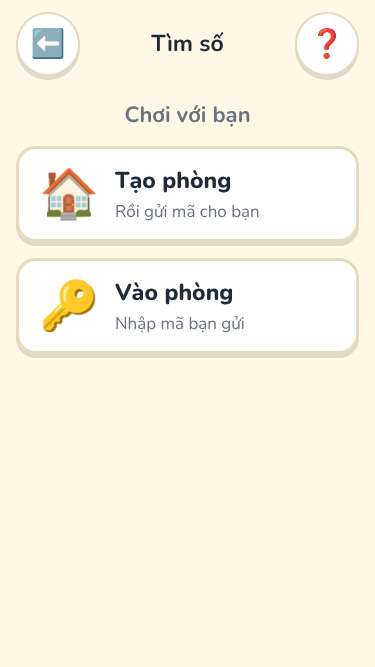 Tìm số
Chơi với bạn
Tạo phòng
Rồi gửi mã cho bạn
Vào phòng
Nhập mã bạn gửi